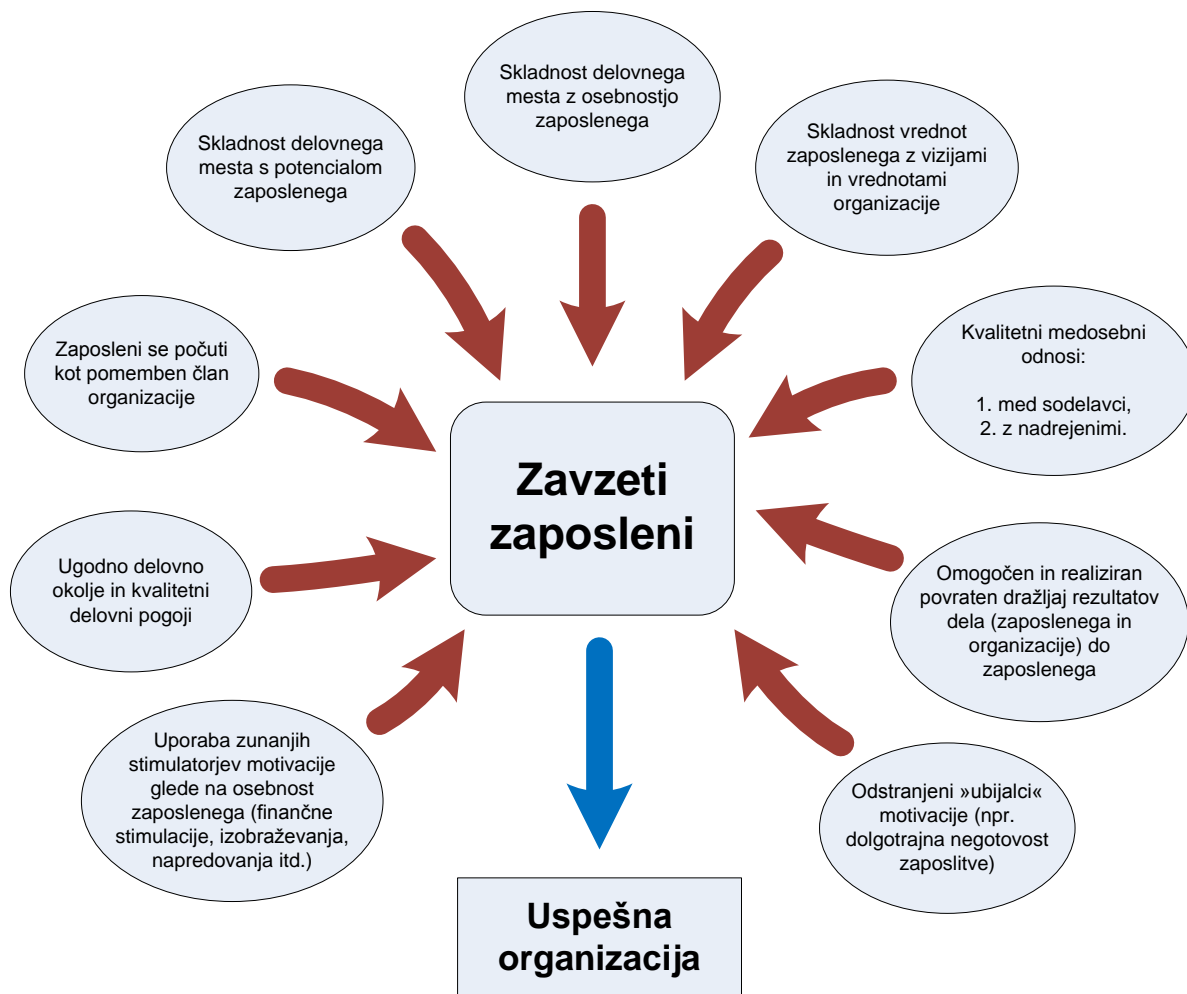 Skladnost delovnega
mesta z osebnostjo
zaposlenega
Skladnost delovnega
mesta s potencialom
zaposlenega
Skladnost vrednot
zaposlenega z vizijami
in vrednotami
organizacije
Zaposleni se počuti
kot pomemben član
organizacije
Kvalitetni medosebni
odnosi:
1. med sodelavci,
2. z nadrejenimi.
Zavzeti
zaposleni
Ugodno delovno
okolje in kvalitetni
delovni pogoji
Omogočen in realiziran
povraten dražljaj rezultatov
dela (zaposlenega in
organizacije) do
zaposlenega
Uporaba zunanjih
stimulatorjev motivacije
glede na osebnost
zaposlenega (finančne
stimulacije, izobraževanja,
napredovanja itd.)
Odstranjeni »ubijalci«
motivacije (npr.
dolgotrajna negotovost
zaposlitve)
Uspešna
organizacija